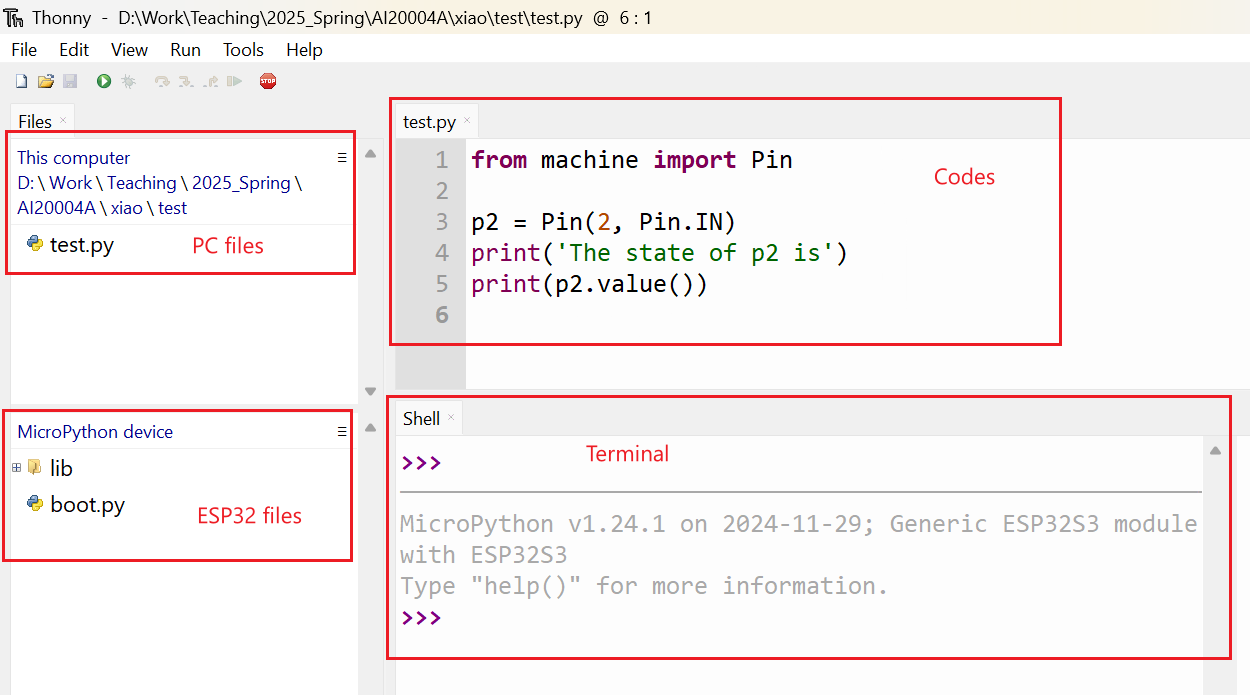 Thonny - D:\Work\Teaching\2025_Spring\AI20004A\xiao\test\test.py @ 6 : 1
File Edit View Run Tools Help
STOP
Files
This computer
D: \ Work \ Teaching \ 2025_Spring \
AI20004A \ xiao \ test
test.py
PC files
MicroPython device
lib
boot.py
ESP32 files
test.py
1 from machine import Pin
2
3 p2 = Pin(2, Pin.IN)
4 print('The state of p2 is')
5 print(p2.value())
6
Codes
Shell
Terminal
>>>
MicroPython v1.24.1 on 2024-11-29; Generic ESP32S3 module
with ESP32S3
Type "help()" for more information.
>>>